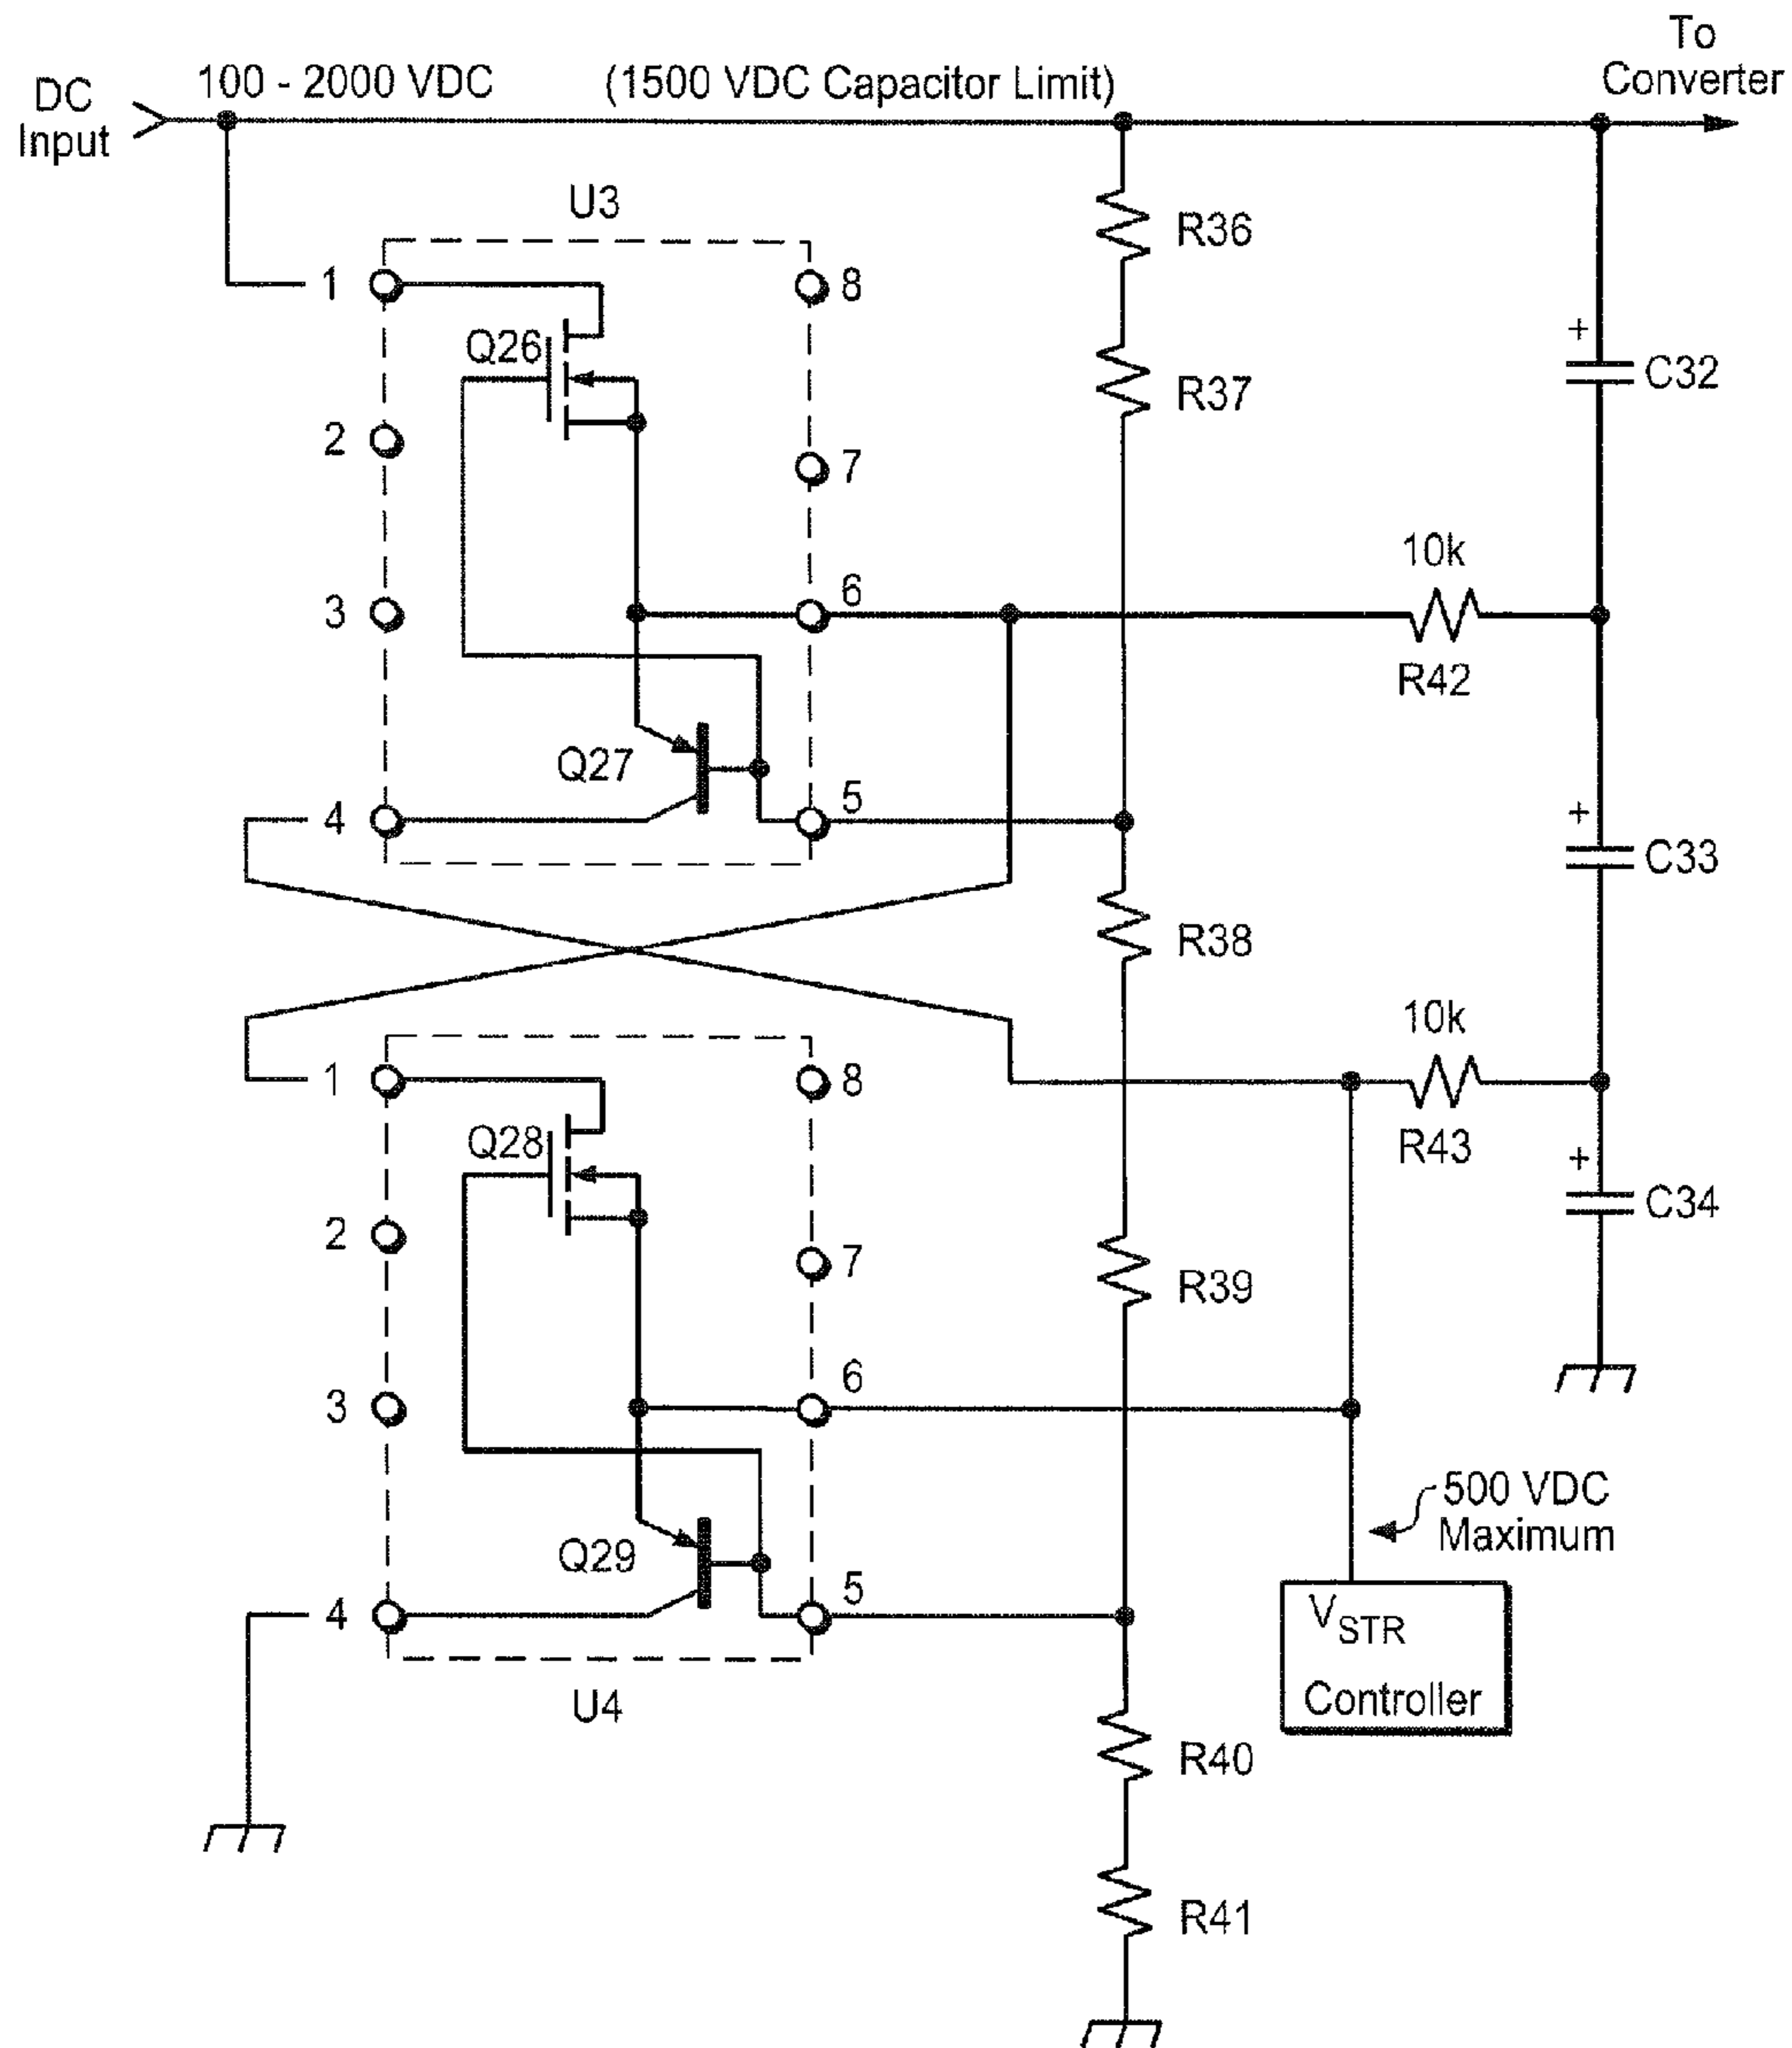 To
Converter
DC
Input
100 - 2000 VDC
(1500 VDC Capacitor Limit)
U3
R36
1
8
Q26
C32
+
R37
2
7
10k
3
6
R42
Q27
+
C33
4
5
R38
10k
1
8
Q28
R43
+
C34
2
7
R39
3
6
500 VDC
Maximum
Q29
4
5
VSTR
Controller
U4
R40
R41